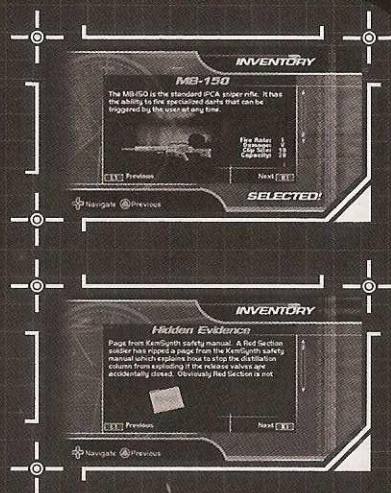 INVENTORY
MB-150
The MB-150 is the standard IPCA sniper rifle. It has
the ability to fire specialized darts that can be
triggered by the user at any time.
Fire Rate:
Damage:
Clip Size:
Capacity:
L1 Previous
Next R1
SELECTED!
Navigate Previous
INVENTORY
Hidden Evidence
Page from KemSynth safety manual. A Red Section
soldier has ripped a page from the KemSynth safety
manual which explains how to stop the distillation
column from exploding if the release valves are
accidentally closed. Obviously Red Section is not
L1 Previous
Next R1
Navigate Previous